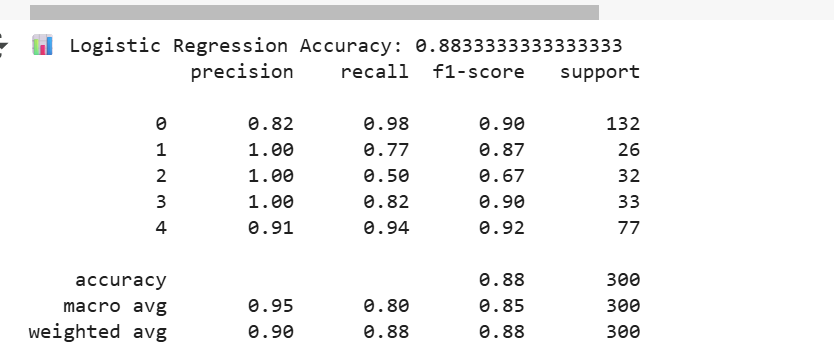 📊 Logistic Regression Accuracy: 0.8833333333333333
precision recall f1-score support
0 0.82 0.98 0.90 132
1 1.00 0.77 0.87 26
2 1.00 0.50 0.67 32
3 1.00 0.82 0.90 33
4 0.91 0.94 0.92 77
accuracy 0.88 300
macro avg 0.95 0.80 0.85 300
weighted avg 0.90 0.88 0.88 300